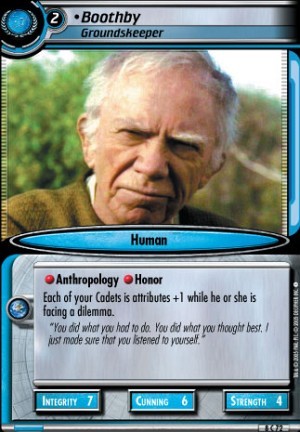 2
•Boothby
Groundskeeper
Human
Anthropology Honor
Each of your Cadets is attributes +1 while he or she is
facing a dilemma.
"You did what you had to do. You did what you thought best. I
just made sure that you listened to yourself."
INTEGRITY 7 CUNNING 6 STRENGTH 4